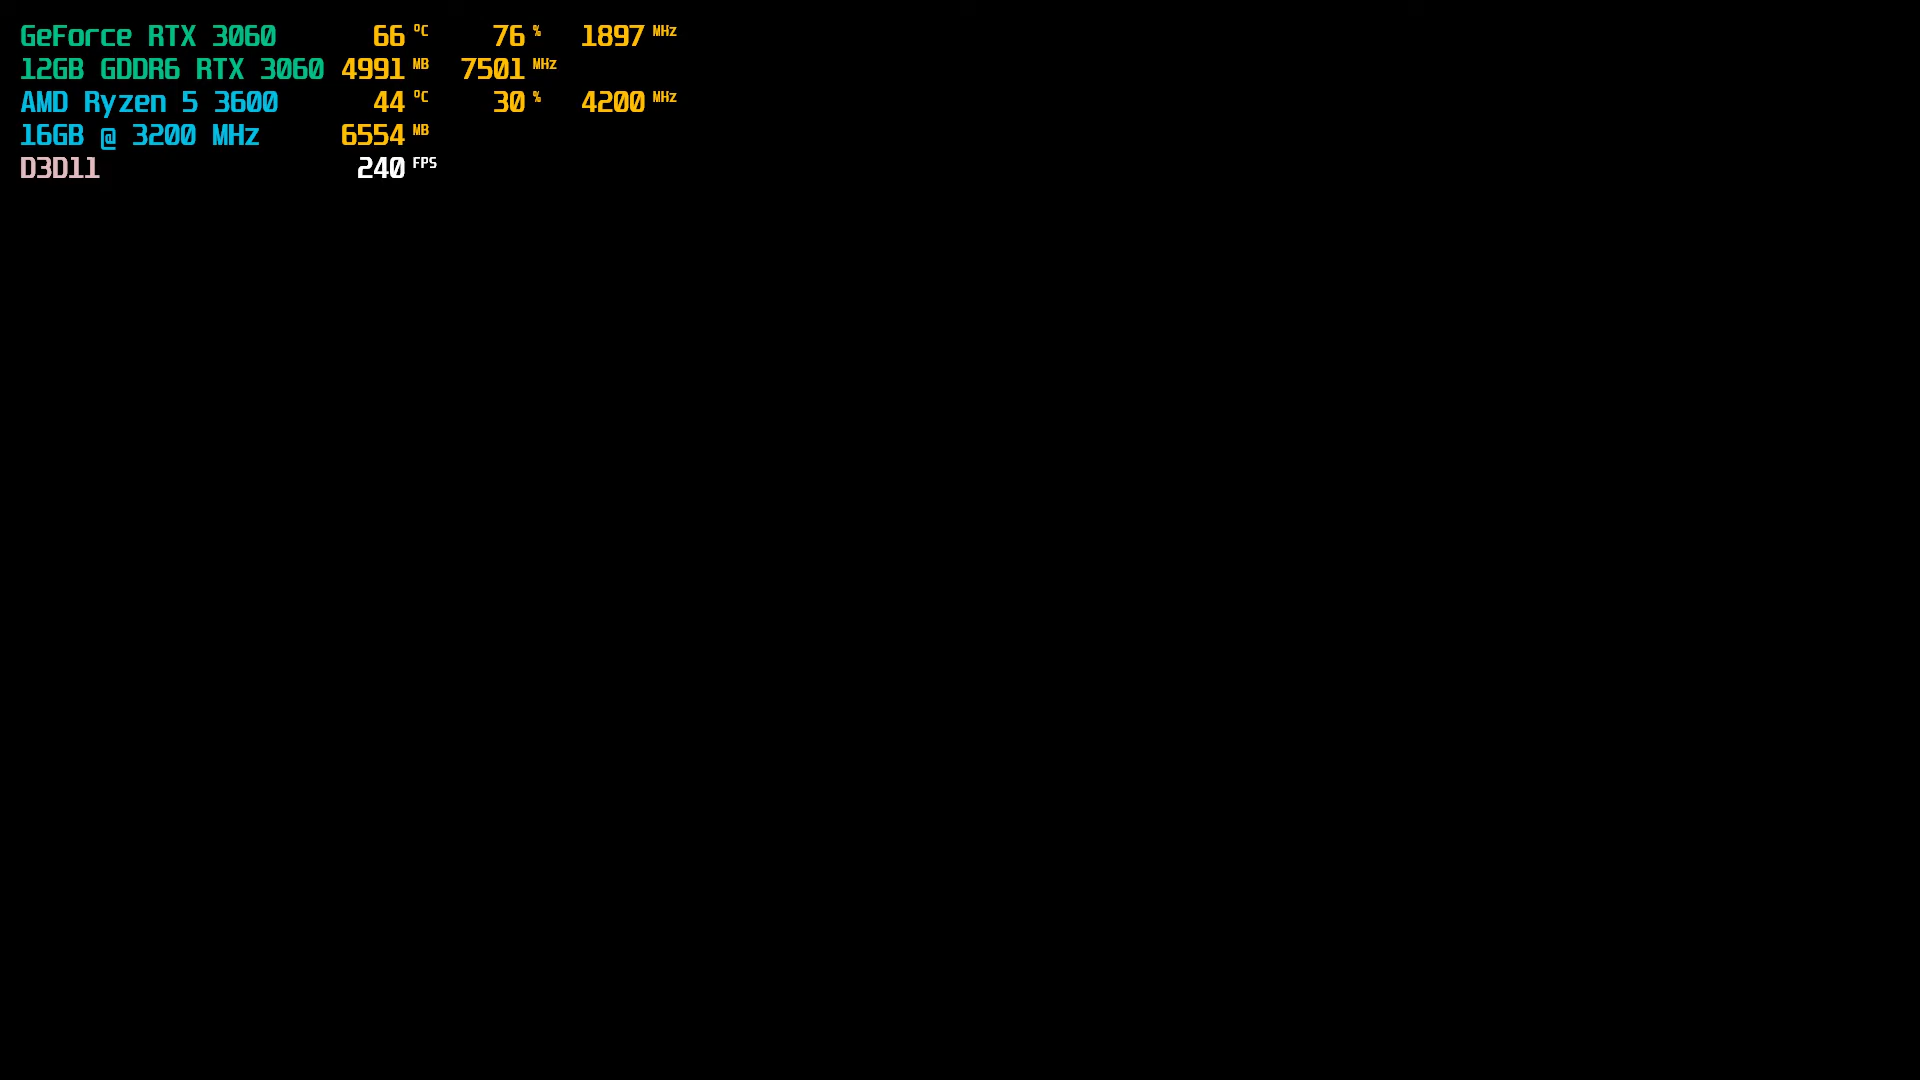 GeForce RTX 3060 66 °C 76 % 1897 MHz
12GB GDDR6 RTX 3060 4991 MB 7501 MHz
AMD Ryzen 5 3600 44 °C 30 % 4200 MHz
16GB @ 3200 MHz 6554 MB
D3D11 240 FPS